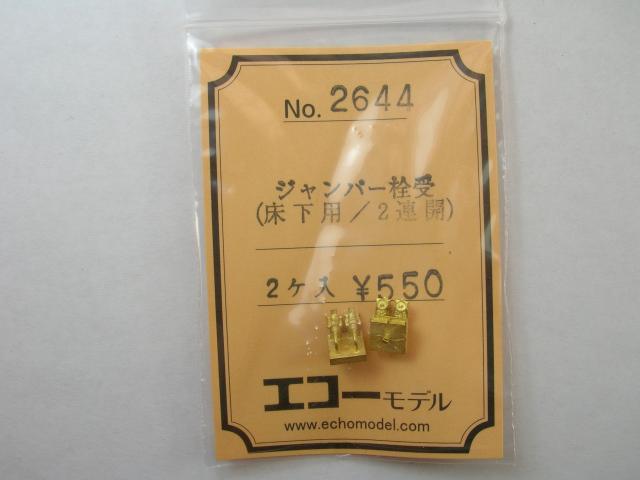 No. 2644
ジャンパー栓受
(床下用/2連開)
2ケ入 ¥550
エコーモデル
www.echomodel.com